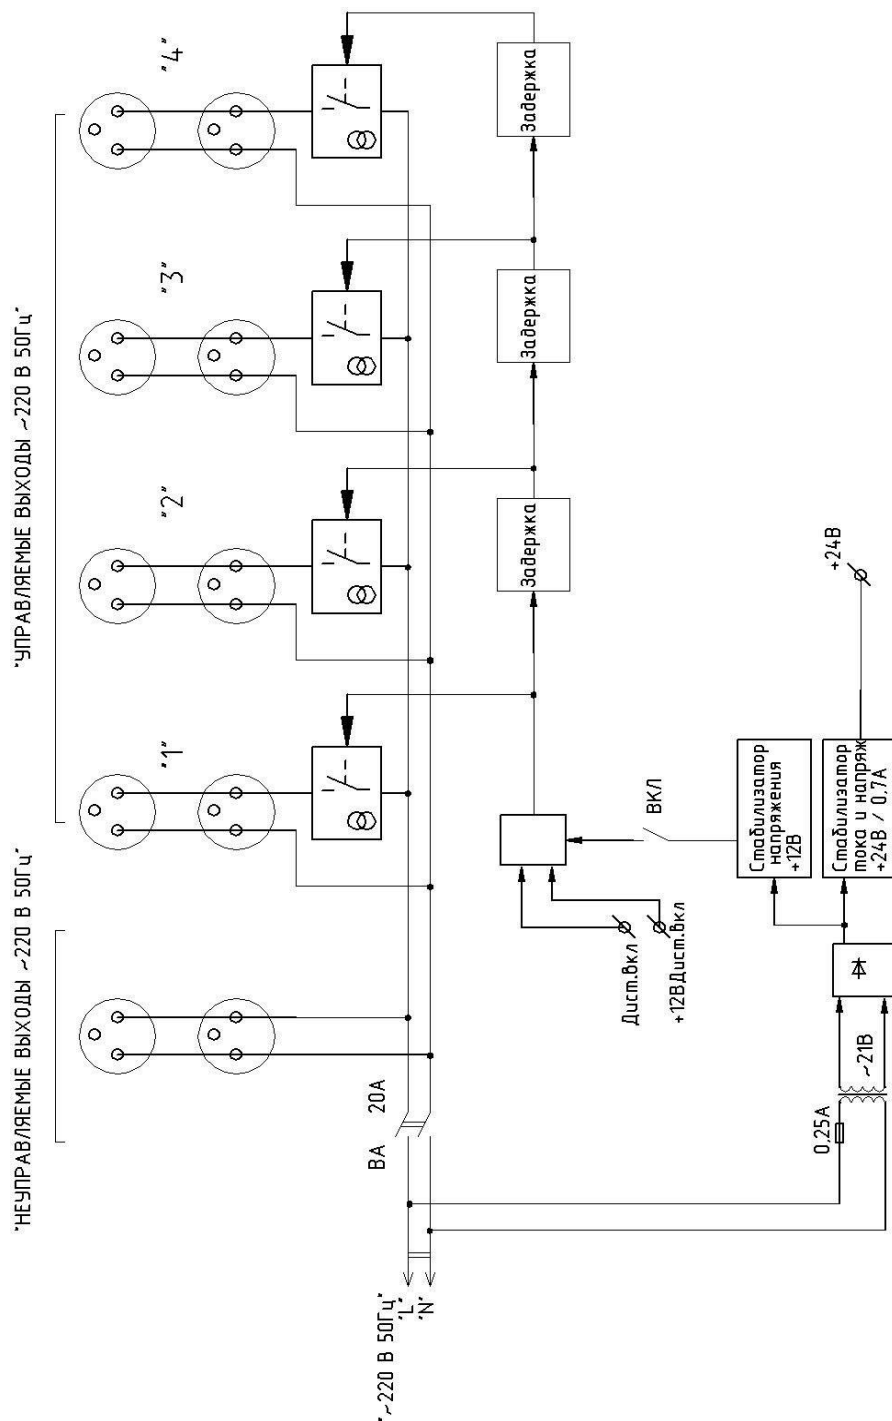 "НЕУПРАВЛЯЕМЫЕ ВЫХОДЫ ~220 В 50Гц"
"УПРАВЛЯЕМЫЕ ВЫХОДЫ ~220 В 50Гц"
"1"
"2"
"3"
"4"
"~220 В 50Гц"
"L"
"N"
ВА
20А
Задержка
Задержка
Задержка
Дист.вкл
+12ВДист.вкл
ВКЛ
Стабилизатор
напряжения
+12В
Стабилизатор
тока и напряж
+24В / 0.7А
+24В
0,25А
~21В